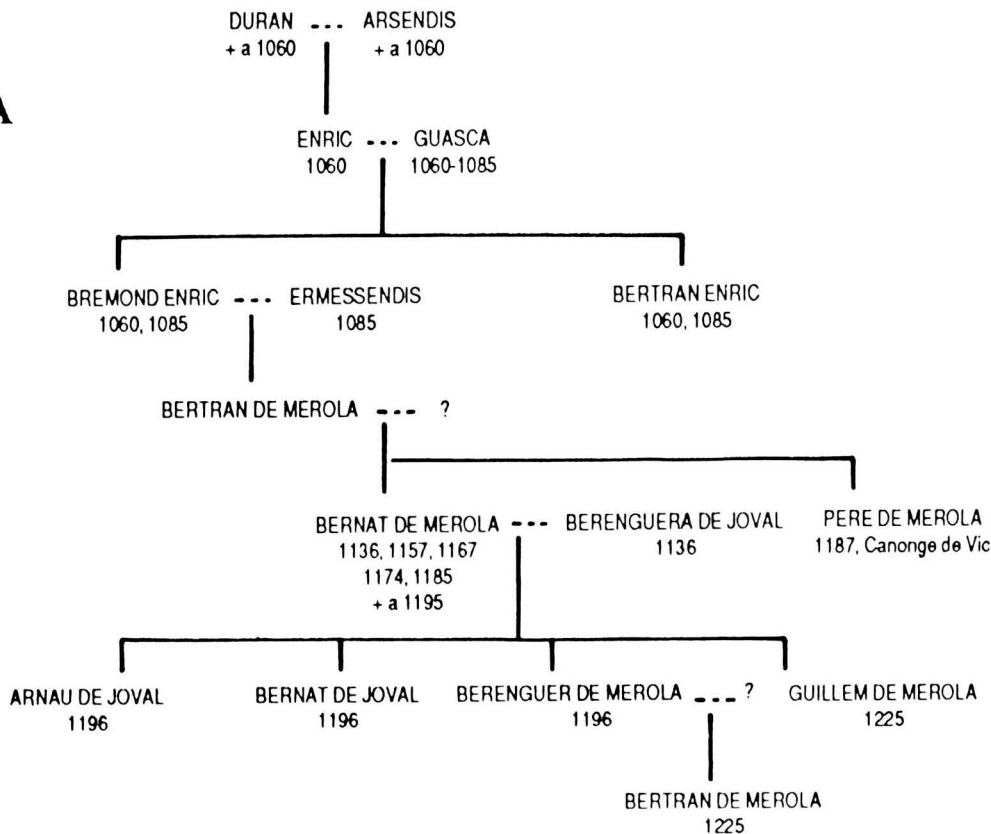 DURAN --- ARSENDIS
+ a 1060 + a 1060
A
ENRIC --- GUASCA
1060 1060-1085
BREMOND ENRIC --- ERMESSENDIS BERTRAN ENRIC
1060, 1085 1085 1060, 1085
BERTRAN DE MEROLA --- ?
BERNAT DE MEROLA --- BERENGUERA DE JOVAL PERE DE MEROLA
1136, 1157, 1167 1136 1187, Canonge de Vic
1174, 1185
+ a 1195
ARNAU DE JOVAL BERNAT DE JOVAL BERENGUER DE MEROLA --- ? GUILLEM DE MEROLA
1196 1196 1196 1225
BERTRAN DE MEROLA
1225